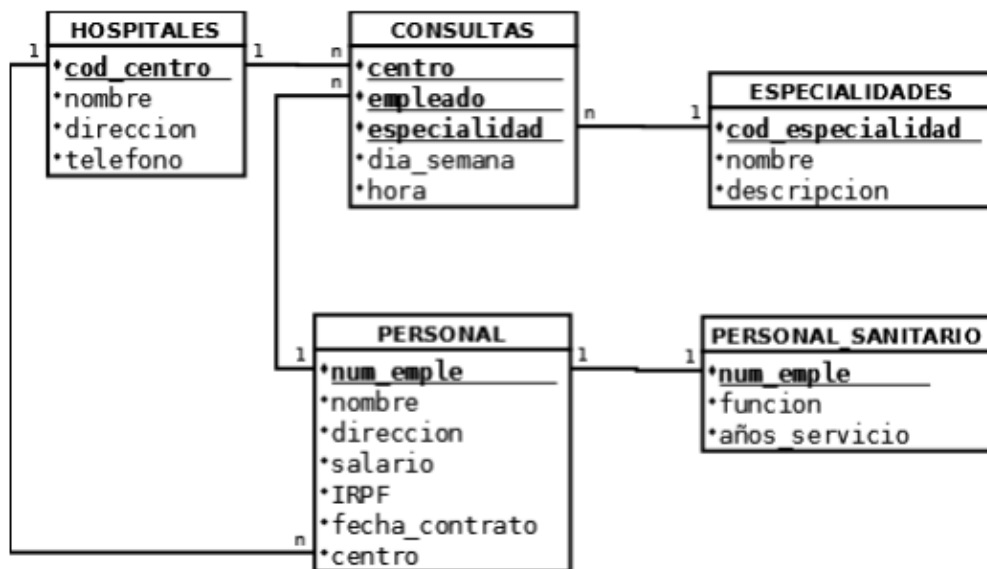 HOSPITALES
cod_centro
nombre
direccion
telefono
1
1
n
n
CONSULTAS
centro
empleado
especialidad
dia_semana
hora
n
1
ESPECIALIDADES
cod_especialidad
nombre
descripcion
PERSONAL
num_emple
nombre
direccion
salario
IRPF
fecha_contrato
centro
1
n
1
1
PERSONAL_SANITARIO
num_emple
funcion
años_servicio